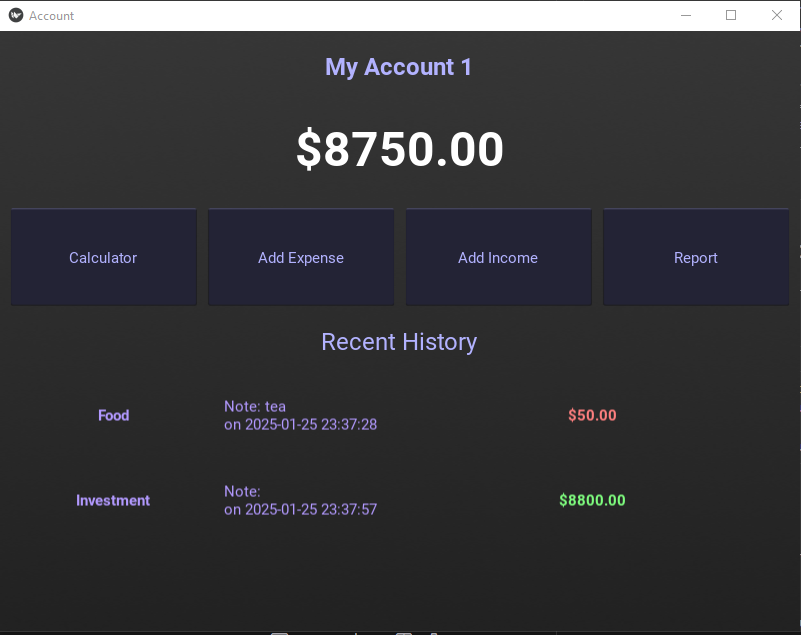 Account
My Account 1
$8750.00
Calculator
Add Expense
Add Income
Report
Recent History
Food
Note: tea
on 2025-01-25 23:37:28
$50.00
Investment
Note:
on 2025-01-25 23:37:57
$8800.00